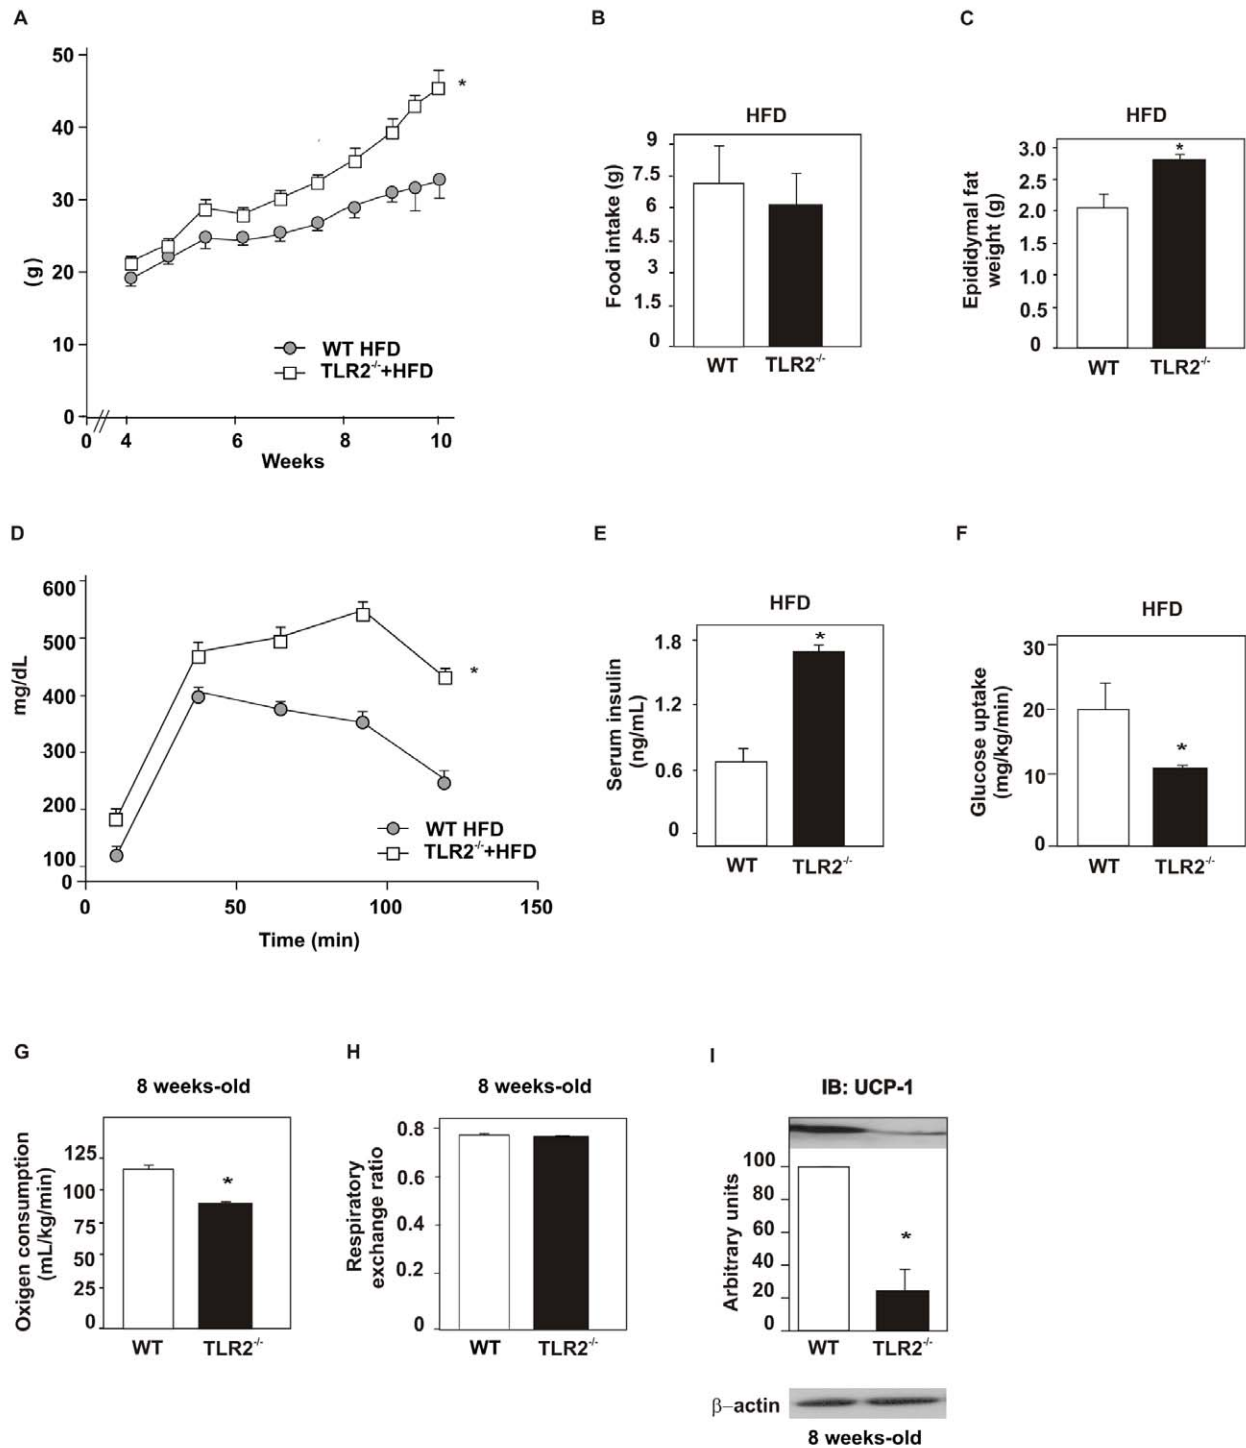 A
50
40
30
20
10
0
(g)
*
WT HFD
TLR2-/-+HFD
0 4 6 8 10
Weeks
B
HFD
9
7.5
6
4.5
3
1.5
0
Food intake (g)
WT TLR2-/-
C
HFD
3.0
2.5
2.0
1.0
0.5
0
Epididymal fat
weight (g)
*
WT TLR2-/-
D
600
500
400
300
200
100
0
mg/dL
*
WT HFD
TLR2-/-+HFD
0 50 100 150
Time (min)
E
HFD
1.8
1.2
0.6
0
Serum insulin
(ng/mL)
*
WT TLR2-/-
F
HFD
30
20
10
0
Glucose uptake
(mg/kg/min)
*
WT TLR2-/-
G
8 weeks-old
125
100
75
50
25
0
Oxigen consumption
(mL/kg/min)
*
WT TLR2-/-
H
8 weeks-old
0.8
0.6
0.4
0.2
0
Respiratory
exchange ratio
WT TLR2-/-
I
IB: UCP-1
100
80
60
40
20
0
Arbitrary units
*
WT TLR2-/-
β–actin
8 weeks-old